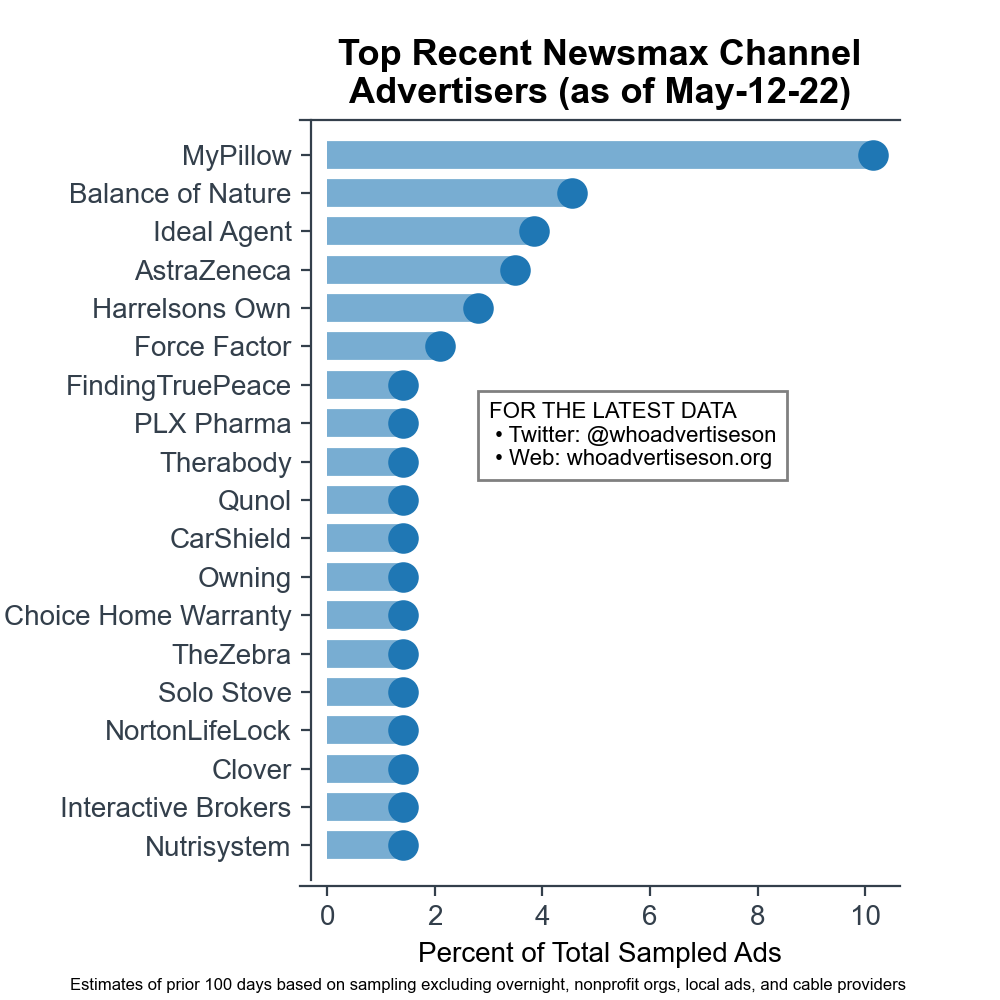 Top Recent Newsmax Channel
Advertisers (as of May-12-22)
MyPillow
Balance of Nature
Ideal Agent
AstraZeneca
Harrelsons Own
Force Factor
FindingTruePeace
PLX Pharma
Therabody
Qunol
CarShield
Owning
Choice Home Warranty
TheZebra
Solo Stove
NortonLifeLock
Clover
Interactive Brokers
Nutrisystem
FOR THE LATEST DATA
• Twitter: @whoadvertiseson
• Web: whoadvertiseson.org
0 2 4 6 8 10
Percent of Total Sampled Ads
Estimates of prior 100 days based on sampling excluding overnight, nonprofit orgs, local ads, and cable providers